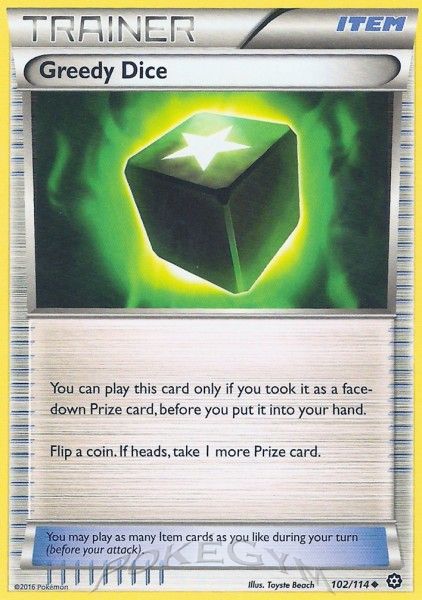 TRAINER
ITEM
Greedy Dice
You can play this card only if you took it as a face-
down Prize card, before you put it into your hand.
Flip a coin. If heads, take 1 more Prize card.
You may play as many Item cards as you like during your turn
(before your attack).
POKEGYM
©2016 Pokémon
Illus. Toyste Beach
102/114